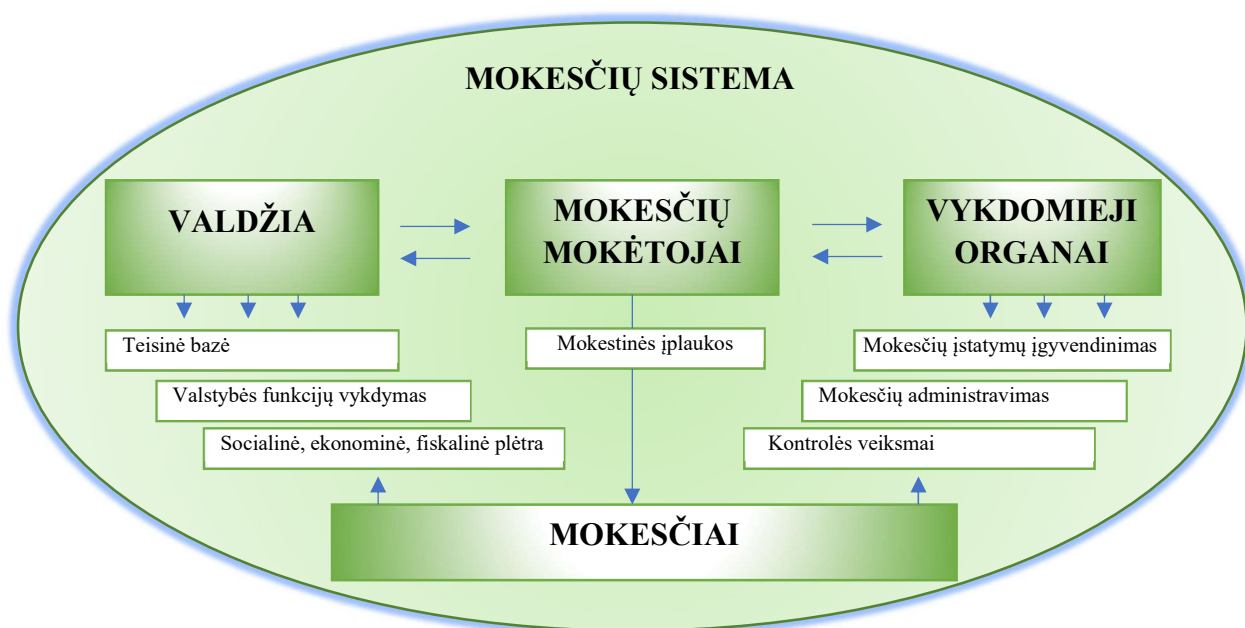 MOKESČIŲ SISTEMA
VALDŽIA
MOKESČIŲ
MOKĖTOJAI
VYKDOMIEJI
ORGANAI
Teisinė bazė
Mokestinės įplaukos
Mokesčių įstatymų įgyvendinimas
Valstybės funkcijų vykdymas
Mokesčių administravimas
Socialinė, ekonominė, fiskalinė plėtra
Kontrolės veiksmai
MOKESČIAI